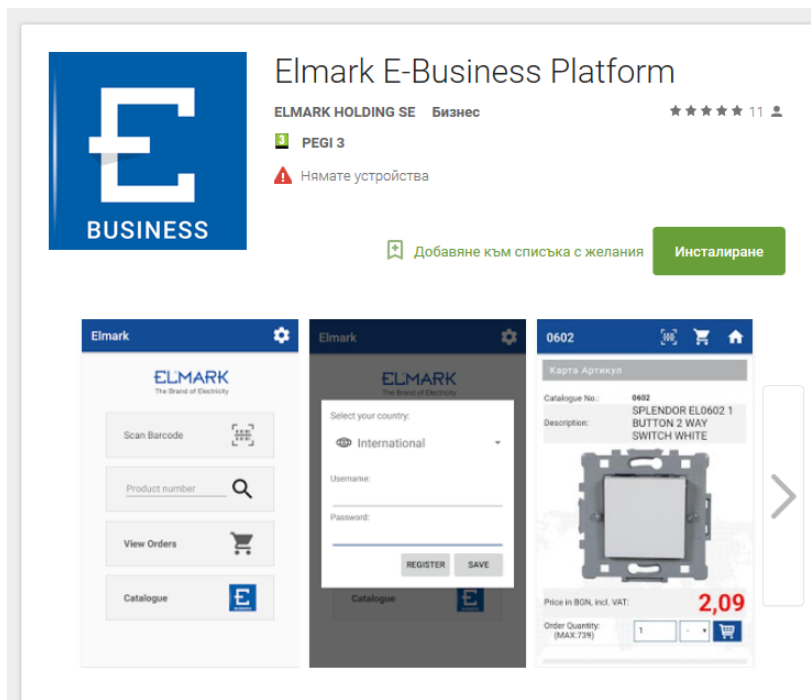 Elmark E-Business Platform
ELMARK HOLDING SE Бизнес
11
3 PEGI 3
Нямате устройства
E
BUSINESS
Добавяне към списъка с желания
Инсталиране
Elmark
ELMARK
The Brand of Electricity
Scan Barcode
Product number
View Orders
Catalogue
E
BUSINESS
Elmark
ELMARK
The Brand of Electricity
Select your country:
International
Username:
Password:
REGISTER SAVE
Catalogue
E
0602
Карта Артикул
Catalogue No.: 0602
Description: SPLENDOR EL0602 1
BUTTON 2 WAY
SWITCH WHITE
Price in BGN, incl. VAT: 2,09
Order Quantity: 1 -
(MAX:739)